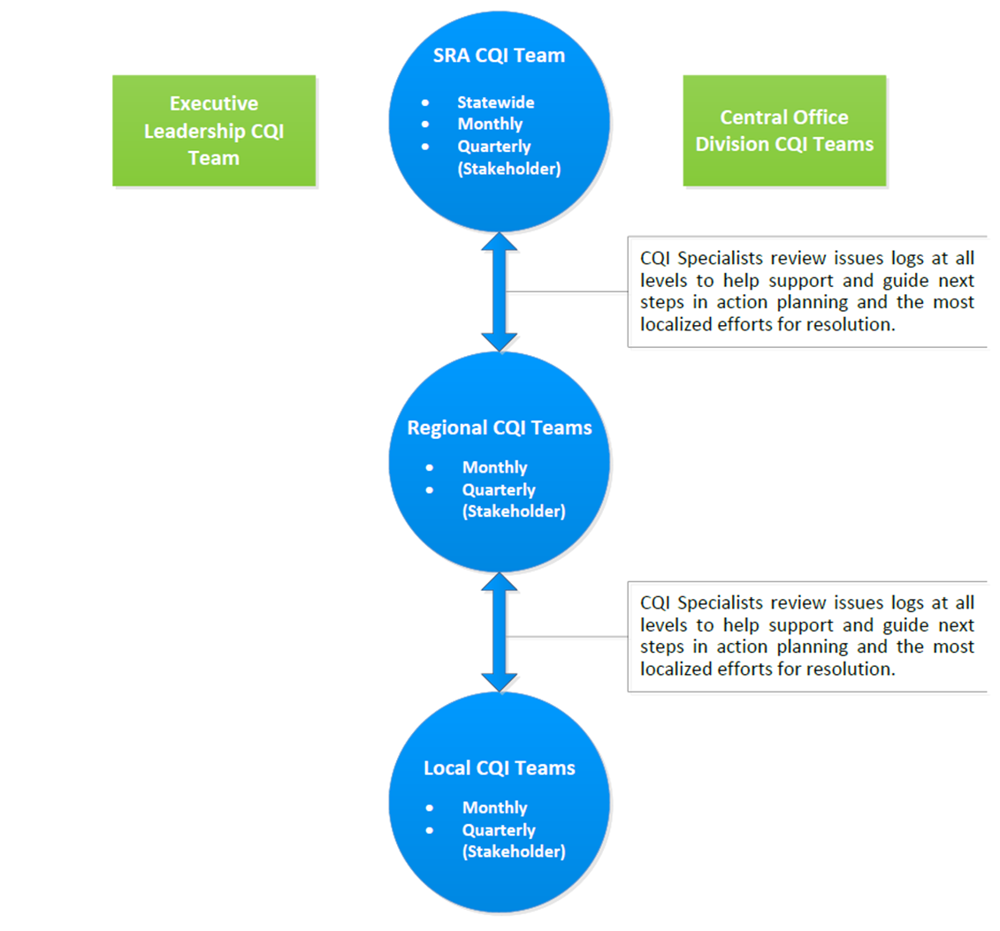 SRA CQI Team
• Statewide
• Monthly
• Quarterly
(Stakeholder)
Executive
Leadership CQI
Team
Central Office
Division CQI Teams
CQI Specialists review issues logs at all
levels to help support and guide next
steps in action planning and the most
localized efforts for resolution.
Regional CQI Teams
• Monthly
• Quarterly
(Stakeholder)
CQI Specialists review issues logs at all
levels to help support and guide next
steps in action planning and the most
localized efforts for resolution.
Local CQI Teams
• Monthly
• Quarterly
(Stakeholder)